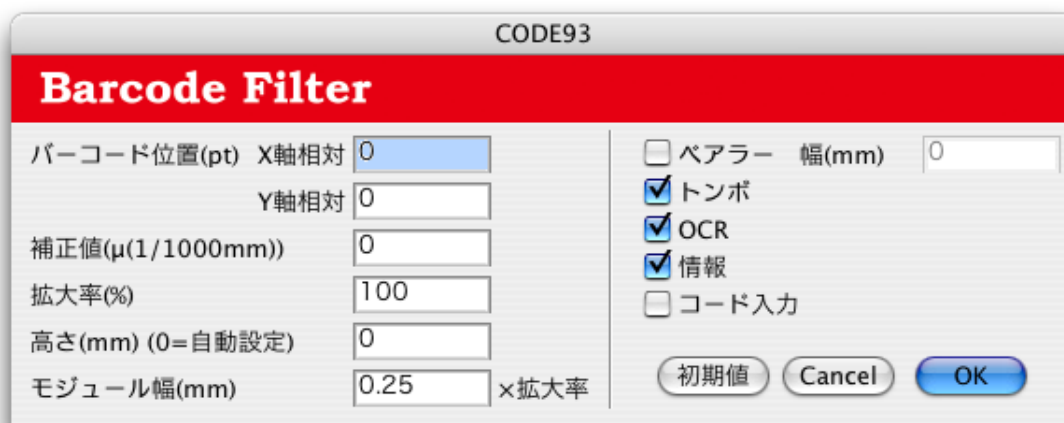 CODE93
Barcode Filter
バーコード位置(pt) X軸相対 0
Y軸相対 0
補正値(μ(1/1000mm)) 0
拡大率(%) 100
高さ(mm) (0=自動設定) 0
モジュール幅(mm) 0.25 ×拡大率
ベアラー 幅(mm) 0
トンボ
OCR
情報
コード入力
初期値 Cancel OK